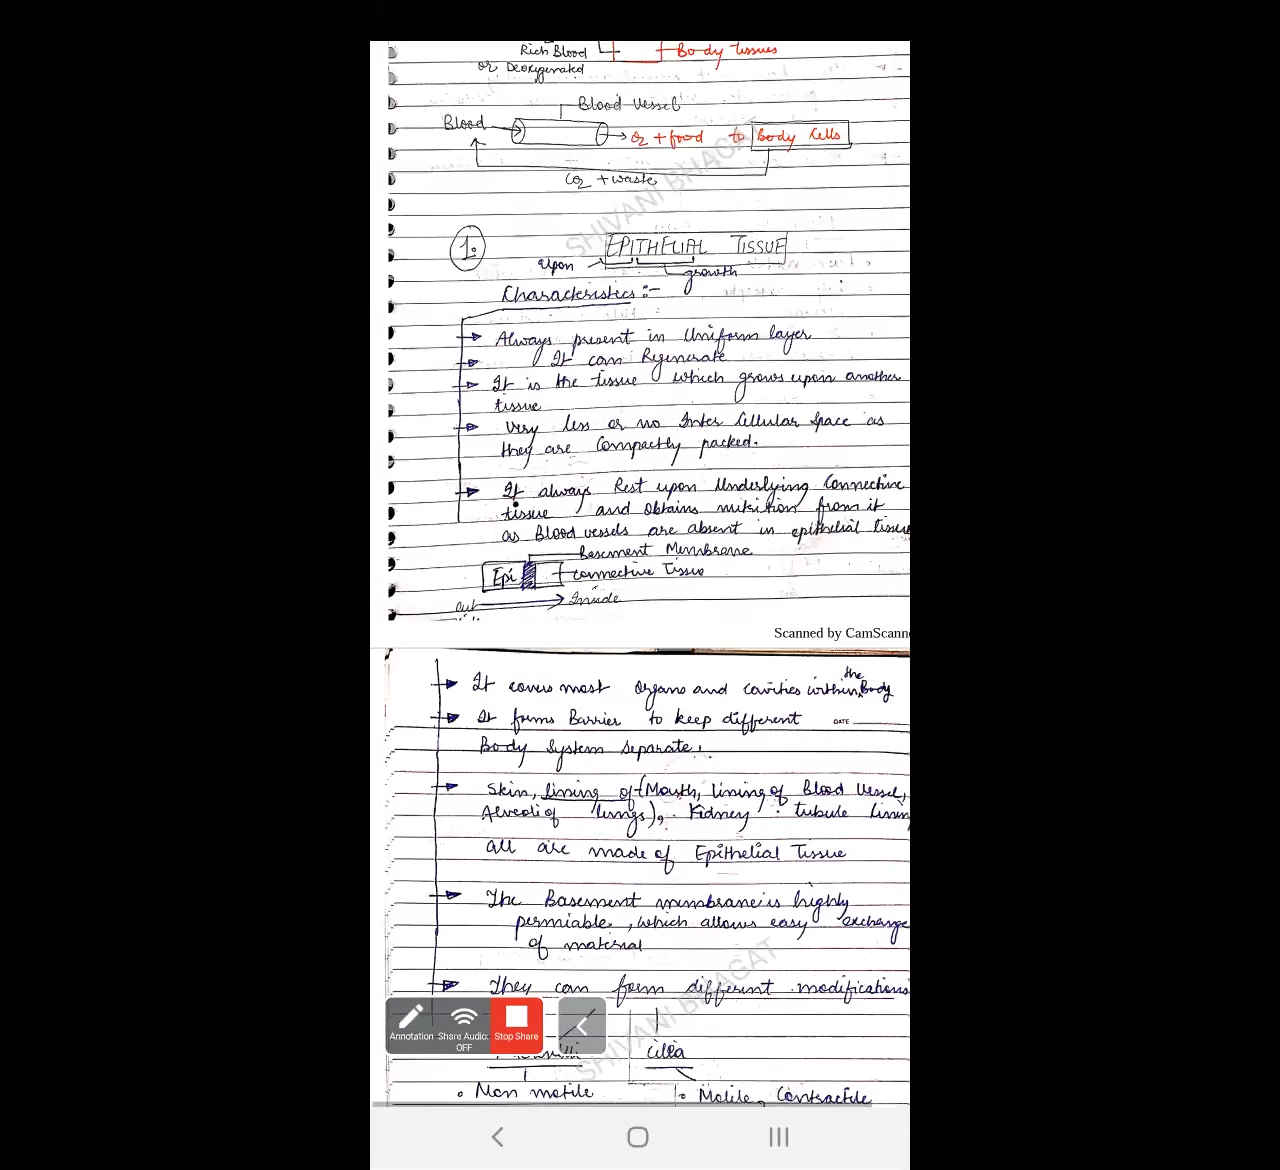 Rich Blood
Body tissues
or Deoxygenated
Blood Vessel
Blood
O2 + food to Body Cells
CO2 + waste
SHIVANI BHAGAT
1.
EPITHELIAL TISSUE
Upon
growth
Characteristics :-
Always present in Uniform layer
It can Regenerate
It is the tissue which grows upon another
tissue
Very less or no Inter Cellular Space as
they are Compactly packed.
It always Rest upon Underlying Connective
tissue and obtains nutrition from it
as Blood vessels are absent in epithelial tissue
Basement Membrane
Epi
Connective Tissue
Out
Inside
Scanned by CamScann
It covers most organs and cavities within the Body
It forms Barrier to keep different
DATE
Body System Separate.
Skin, lining of (Mouth, lining of Blood Vessel,
Alveoli of lungs), Kidney tubule linin
all are made of Epithelial Tissue
The Basement membrane is highly
permiable, which allows easy exchange
of material
They can form different modifications
SHIVANI BHAGAT
Annotation
Share Audio: OFF
Stop Share
Cilia
Non motile
Motile, Contractile